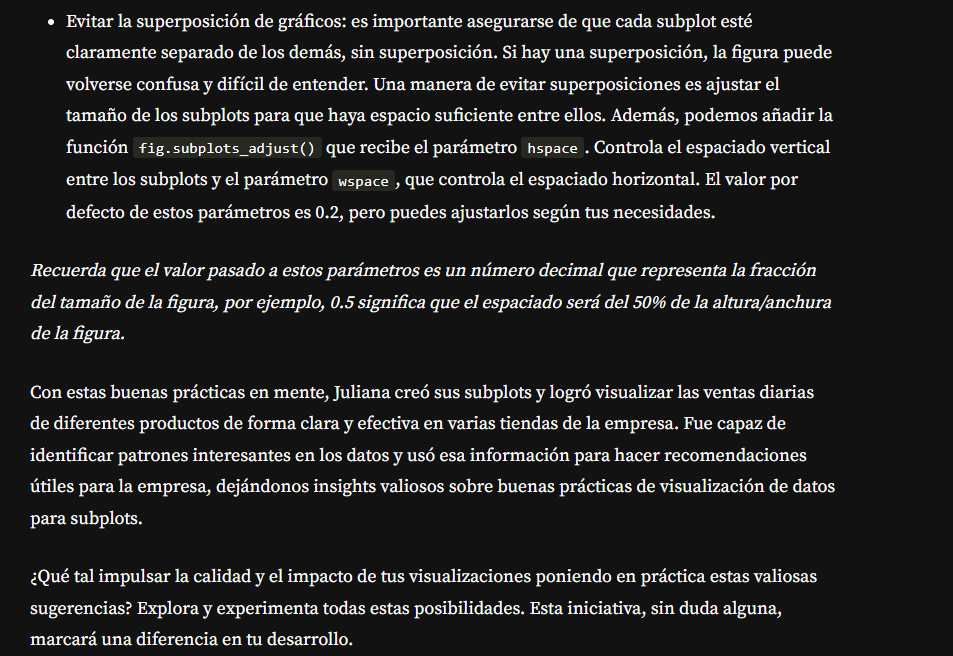 • Evitar la superposición de gráficos: es importante asegurarse de que cada subplot esté
claramente separado de los demás, sin superposición. Si hay una superposición, la figura puede
volverse confusa y difícil de entender. Una manera de evitar superposiciones es ajustar el
tamaño de los subplots para que haya espacio suficiente entre ellos. Además, podemos añadir la
función fig.subplots_adjust() que recibe el parámetro hspace. Controla el espaciado vertical
entre los subplots y el parámetro wspace, que controla el espaciado horizontal. El valor por
defecto de estos parámetros es 0.2, pero puedes ajustarlos según tus necesidades.
Recuerda que el valor pasado a estos parámetros es un número decimal que representa la fracción
del tamaño de la figura, por ejemplo, 0.5 significa que el espaciado será del 50% de la altura/anchura
de la figura.
Con estas buenas prácticas en mente, Juliana creó sus subplots y logró visualizar las ventas diarias
de diferentes productos de forma clara y efectiva en varias tiendas de la empresa. Fue capaz de
identificar patrones interesantes en los datos y usó esa información para hacer recomendaciones
útiles para la empresa, dejándonos insights valiosos sobre buenas prácticas de visualización de datos
para subplots.
¿Qué tal impulsar la calidad y el impacto de tus visualizaciones poniendo en práctica estas valiosas
sugerencias? Explora y experimenta todas estas posibilidades. Esta iniciativa, sin duda alguna,
marcará una diferencia en tu desarrollo.